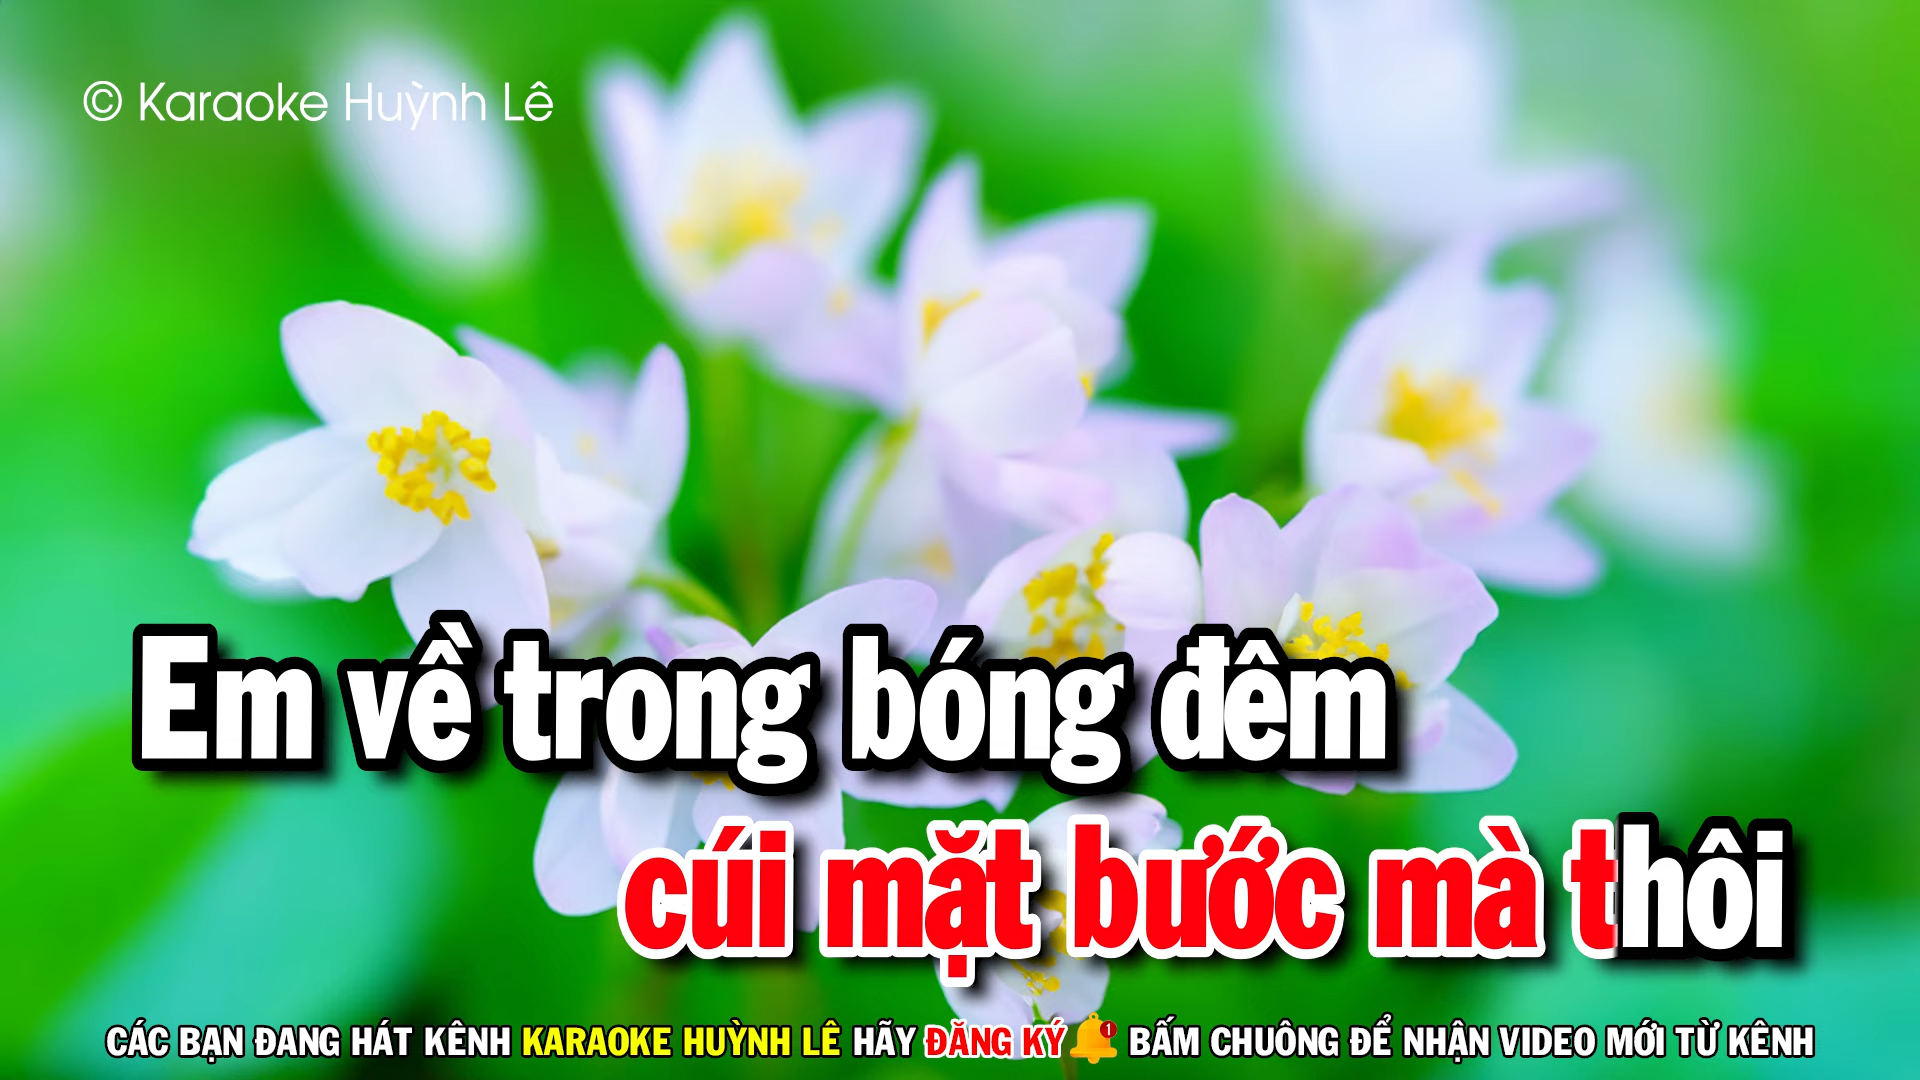 © Karaoke Huỳnh Lê
Em về trong bóng đêm
cúi mặt bước mà thôi
CÁC BẠN ĐANG HÁT KÊNH KARAOKE HUỲNH LÊ HÃY ĐĂNG KÝ 1 BẤM CHUÔNG ĐỂ NHẬN VIDEO MỚI TỪ KÊNH